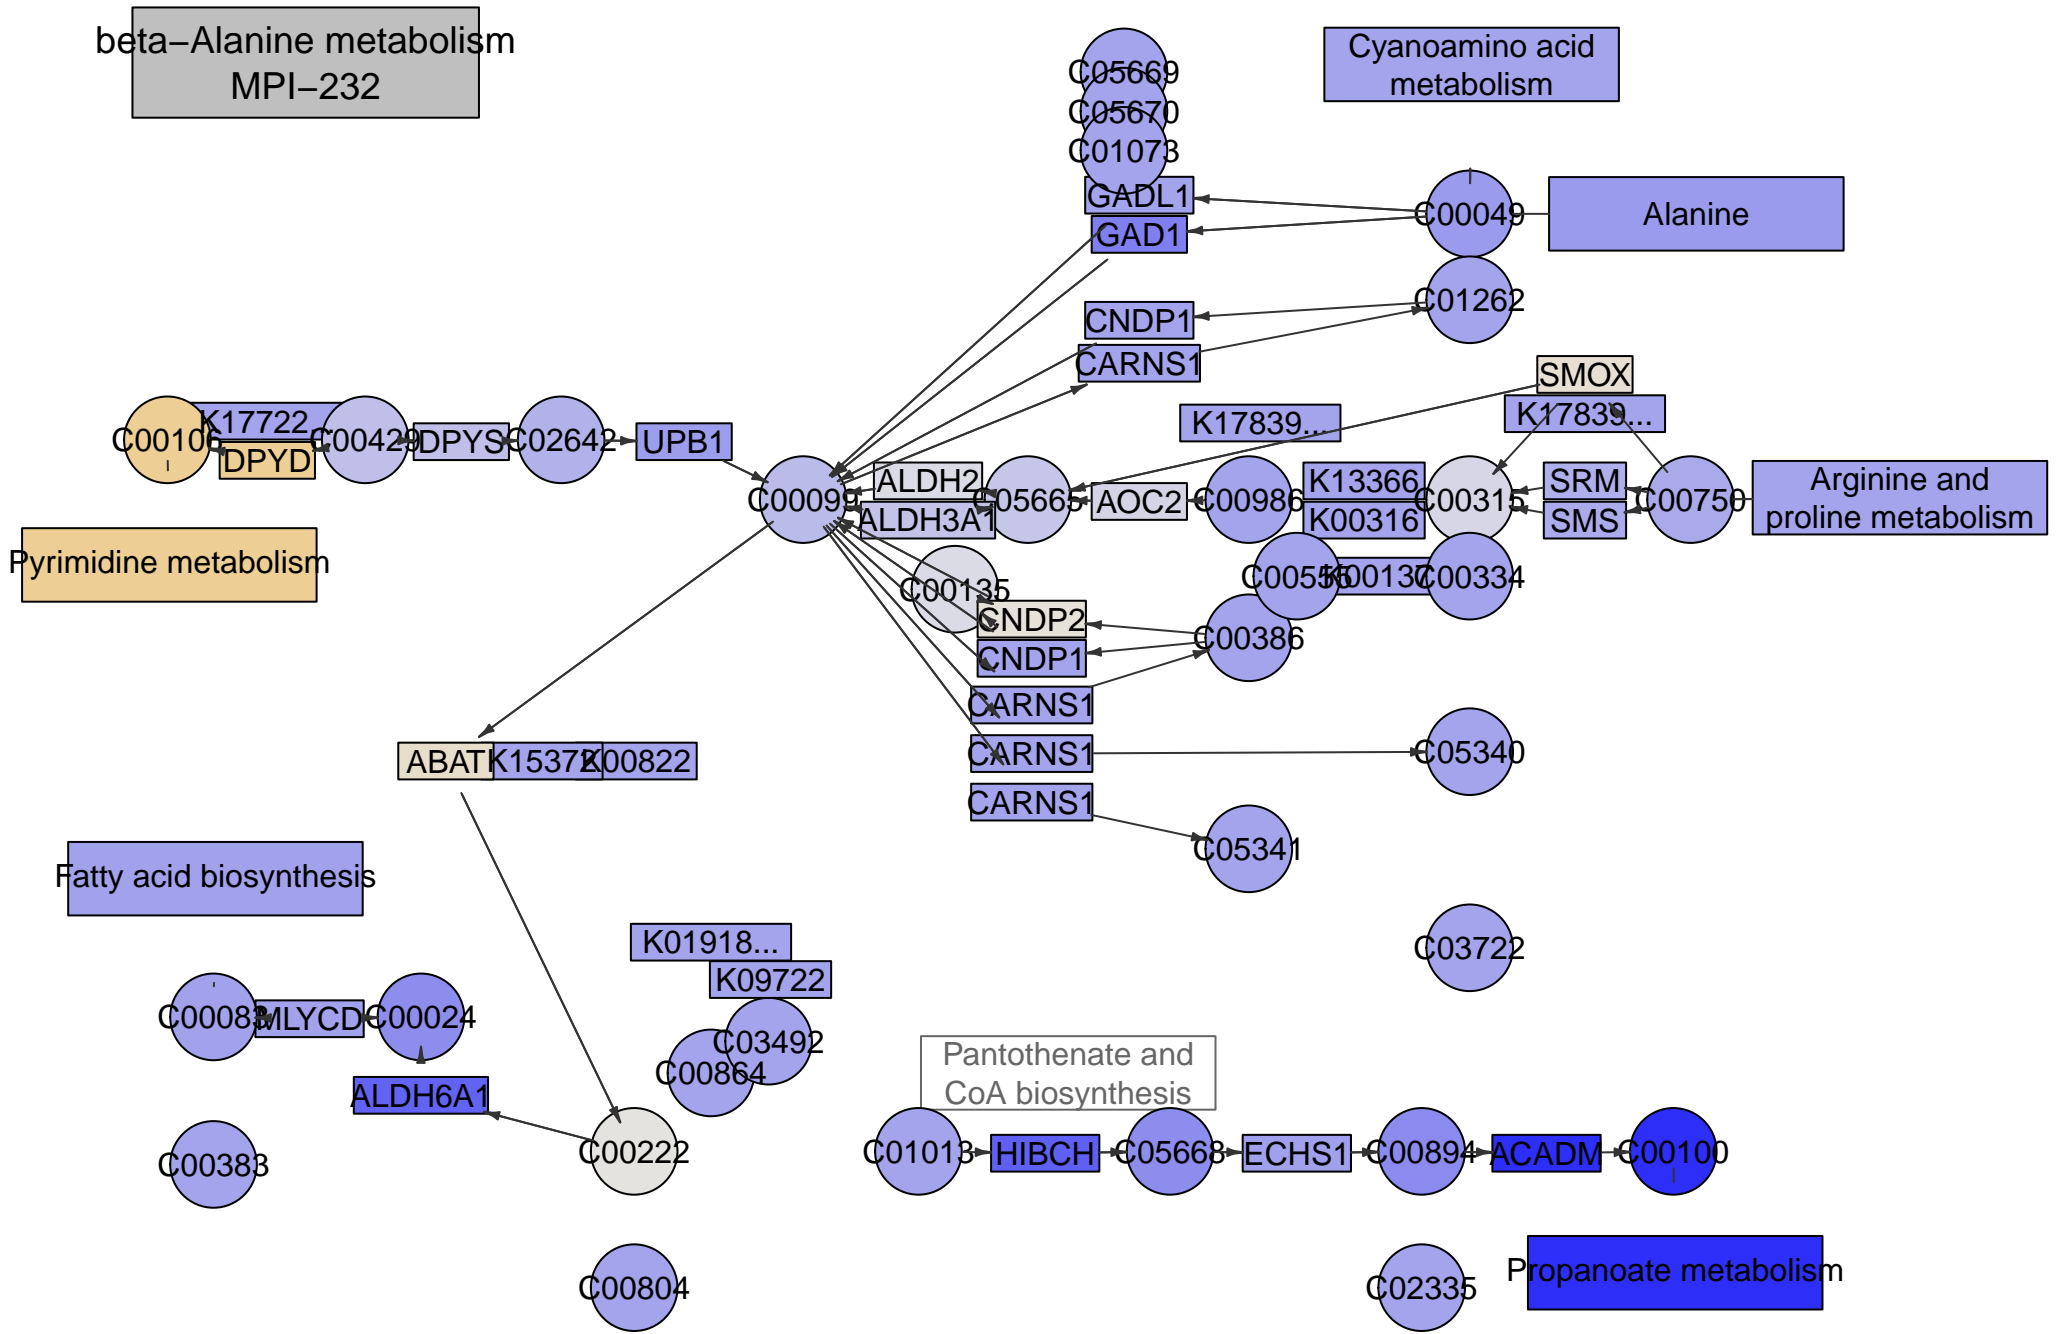 beta−Alanine metabolism
MPI−232
C05669
C05670
C01073
Cyanoamino acid
metabolism
GADL1
GAD1
C00049
Alanine
CNDP1
C01262
CARNS1
SMOX
K17839...
K17839...
C00106
K17722...
DPYD
C00429
DPYS
C02642
UPB1
C00099
ALDH2
ALDH3A1
C05665
AOC2
C00986
K13366
K00316
C00315
SRM
SMS
C00750
Arginine and
proline metabolism
Pyrimidine metabolism
C00135
C00555
K00137
C00334
CNDP2
CNDP1
C00386
CARNS1
CARNS1
C05340
CARNS1
C05341
ABAT
K15372
K00822
Fatty acid biosynthesis
K01918...
K09722
C03722
C00083
MLYCD
C00024
C03492
C00864
ALDH6A1
Pantothenate and
CoA biosynthesis
C00383
C00222
C01013
HIBCH
C05668
ECHS1
C00894
ACADM
C00100
C00804
C02335
Propanoate metabolism